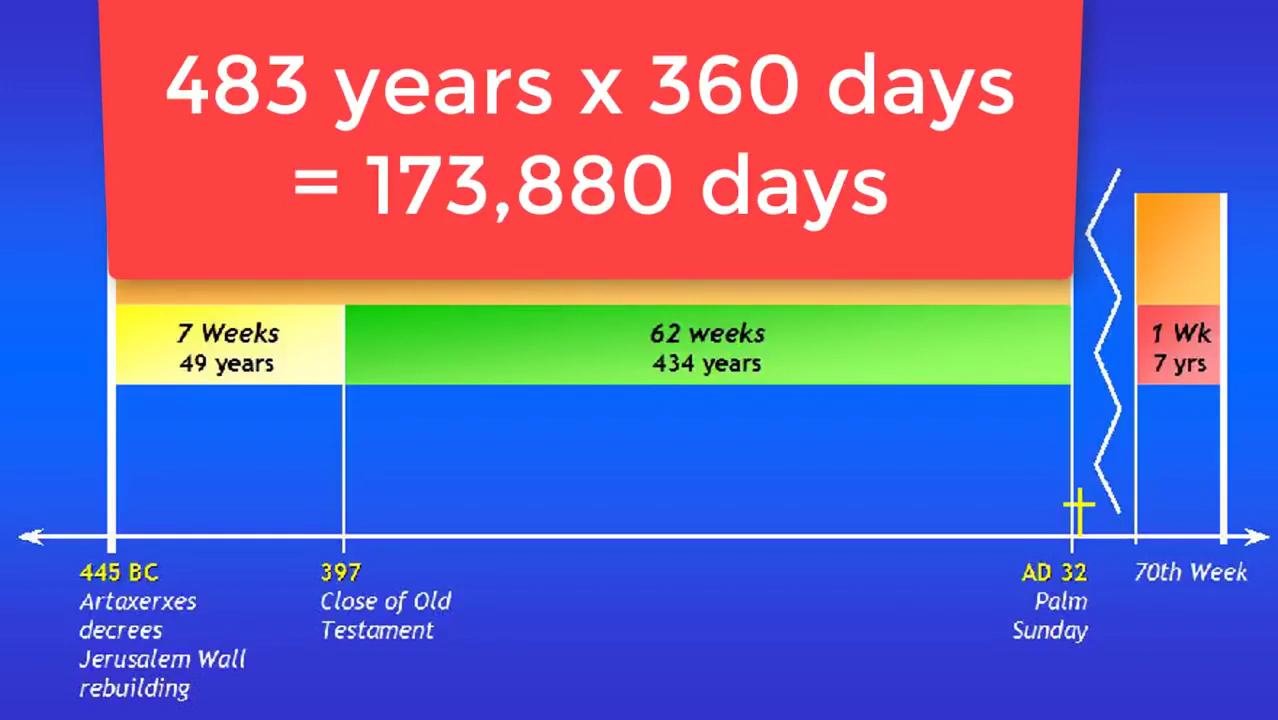 483 years x 360 days
= 173,880 days
7 Weeks
49 years
62 weeks
434 years
1 Wk
7 yrs
445 BC
Artaxerxes
decrees
Jerusalem Wall
rebuilding
397
Close of Old
Testament
AD 32
Palm
Sunday
70th Week